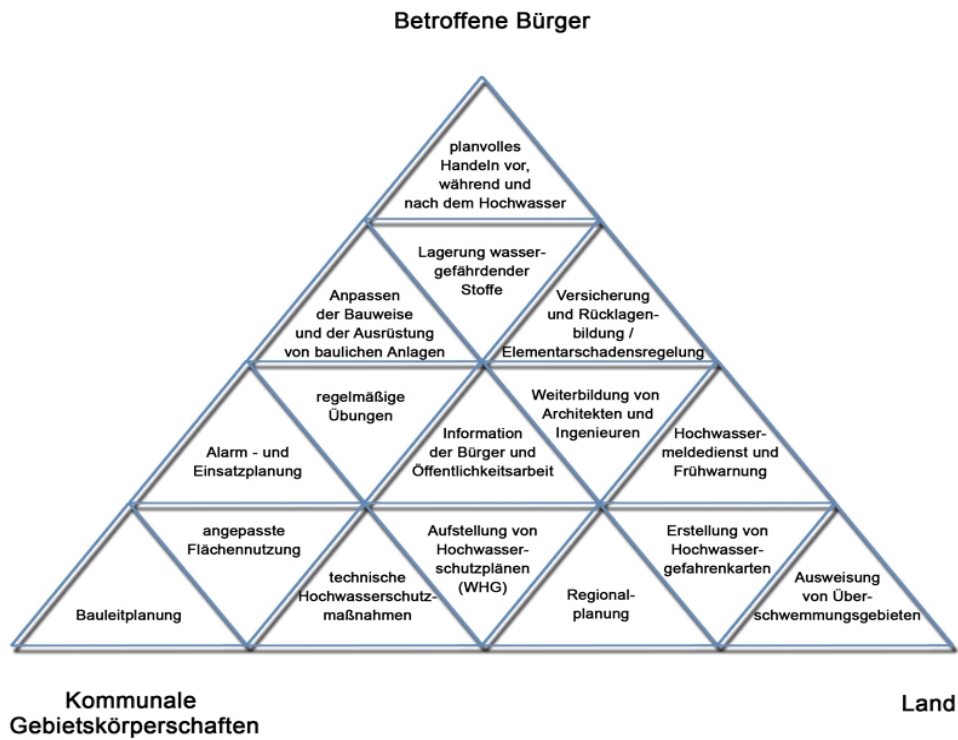 Betroffene Bürger
planvolles
Handeln vor,
während und
nach dem Hochwasser
Lagerung wasser-
gefährdender
Stoffe
Anpassen
der Bauweise
und der Ausrüstung
von baulichen Anlagen
Versicherung
und Rücklagen-
bildung /
Elementarschadensregelung
regelmäßige
Übungen
Weiterbildung von
Architekten und
Ingenieuren
Alarm - und
Einsatzplanung
Information
der Bürger und
Öffentlichkeitsarbeit
Hochwasser-
meldedienst und
Frühwarnung
angepasste
Flächennutzung
Aufstellung von
Hochwasser-
schutzplänen
(WHG)
Erstellung von
Hochwasser-
gefahrenkarten
Bauleitplanung
technische
Hochwasserschutz-
maßnahmen
Regional-
planung
Ausweisung
von Über-
schwemmungsgebieten
Kommunale
Gebietskörperschaften
Land